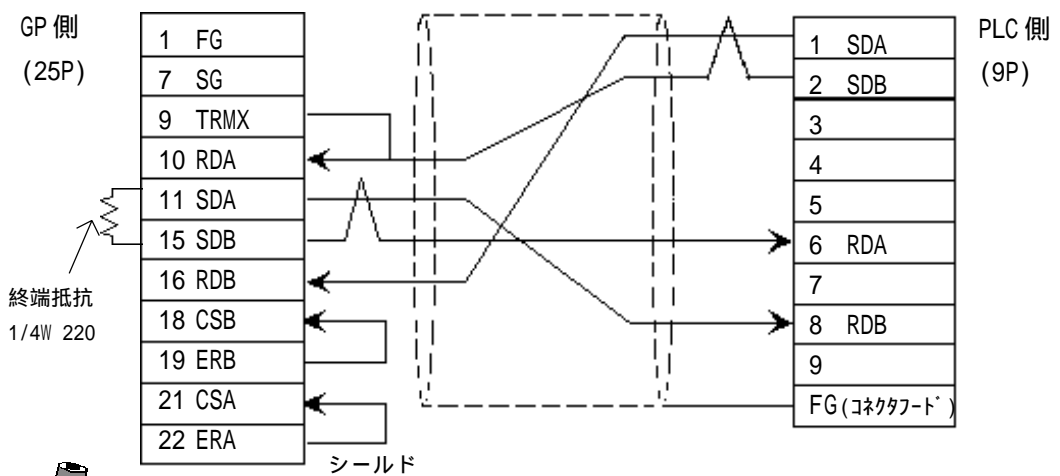 GP 側
(25P)
1 FG
7 SG
9 TRMX
10 RDA
11 SDA
15 SDB
16 RDB
18 CSB
19 ERB
21 CSA
22 ERA
終端抵抗
1/4W 220
シールド
PLC 側
(9P)
1 SDA
2 SDB
3
4
5
6 RDA
7
8 RDB
9
FG(ｺﾈｸﾀﾌｰﾄﾞ)